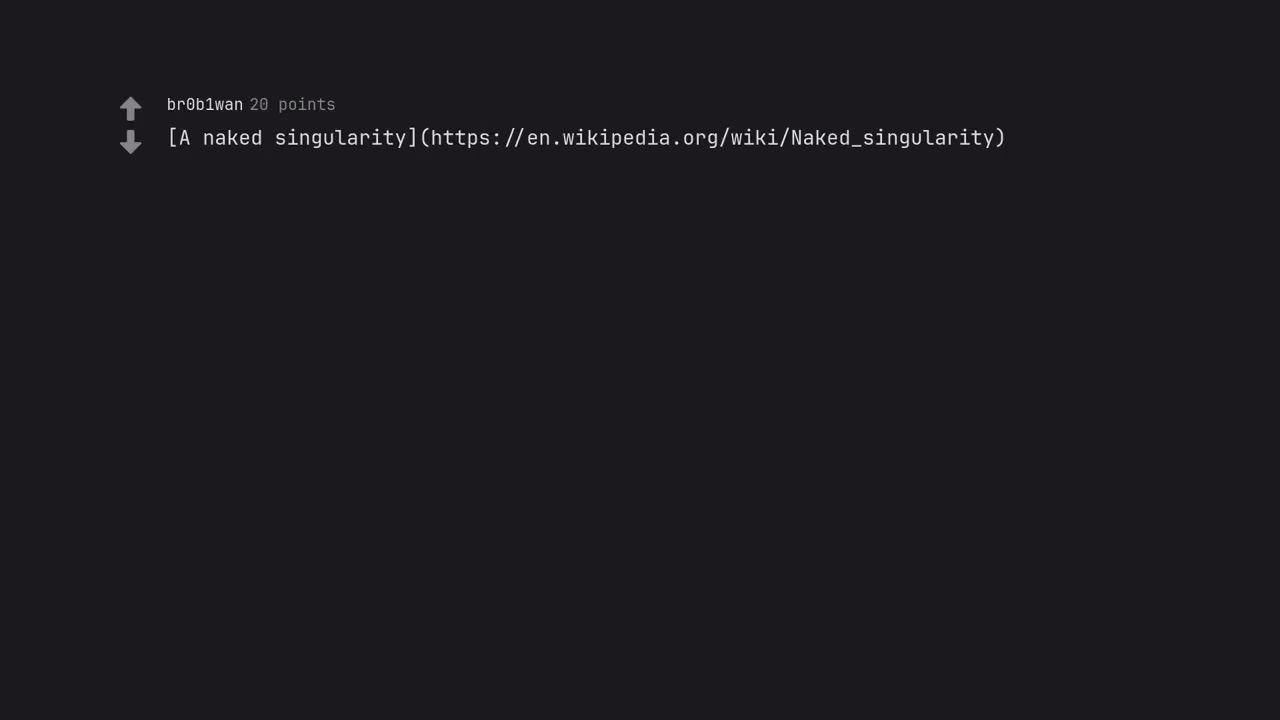 br0b1wan 20 points
[A naked singularity](https://en.wikipedia.org/wiki/Naked_singularity)